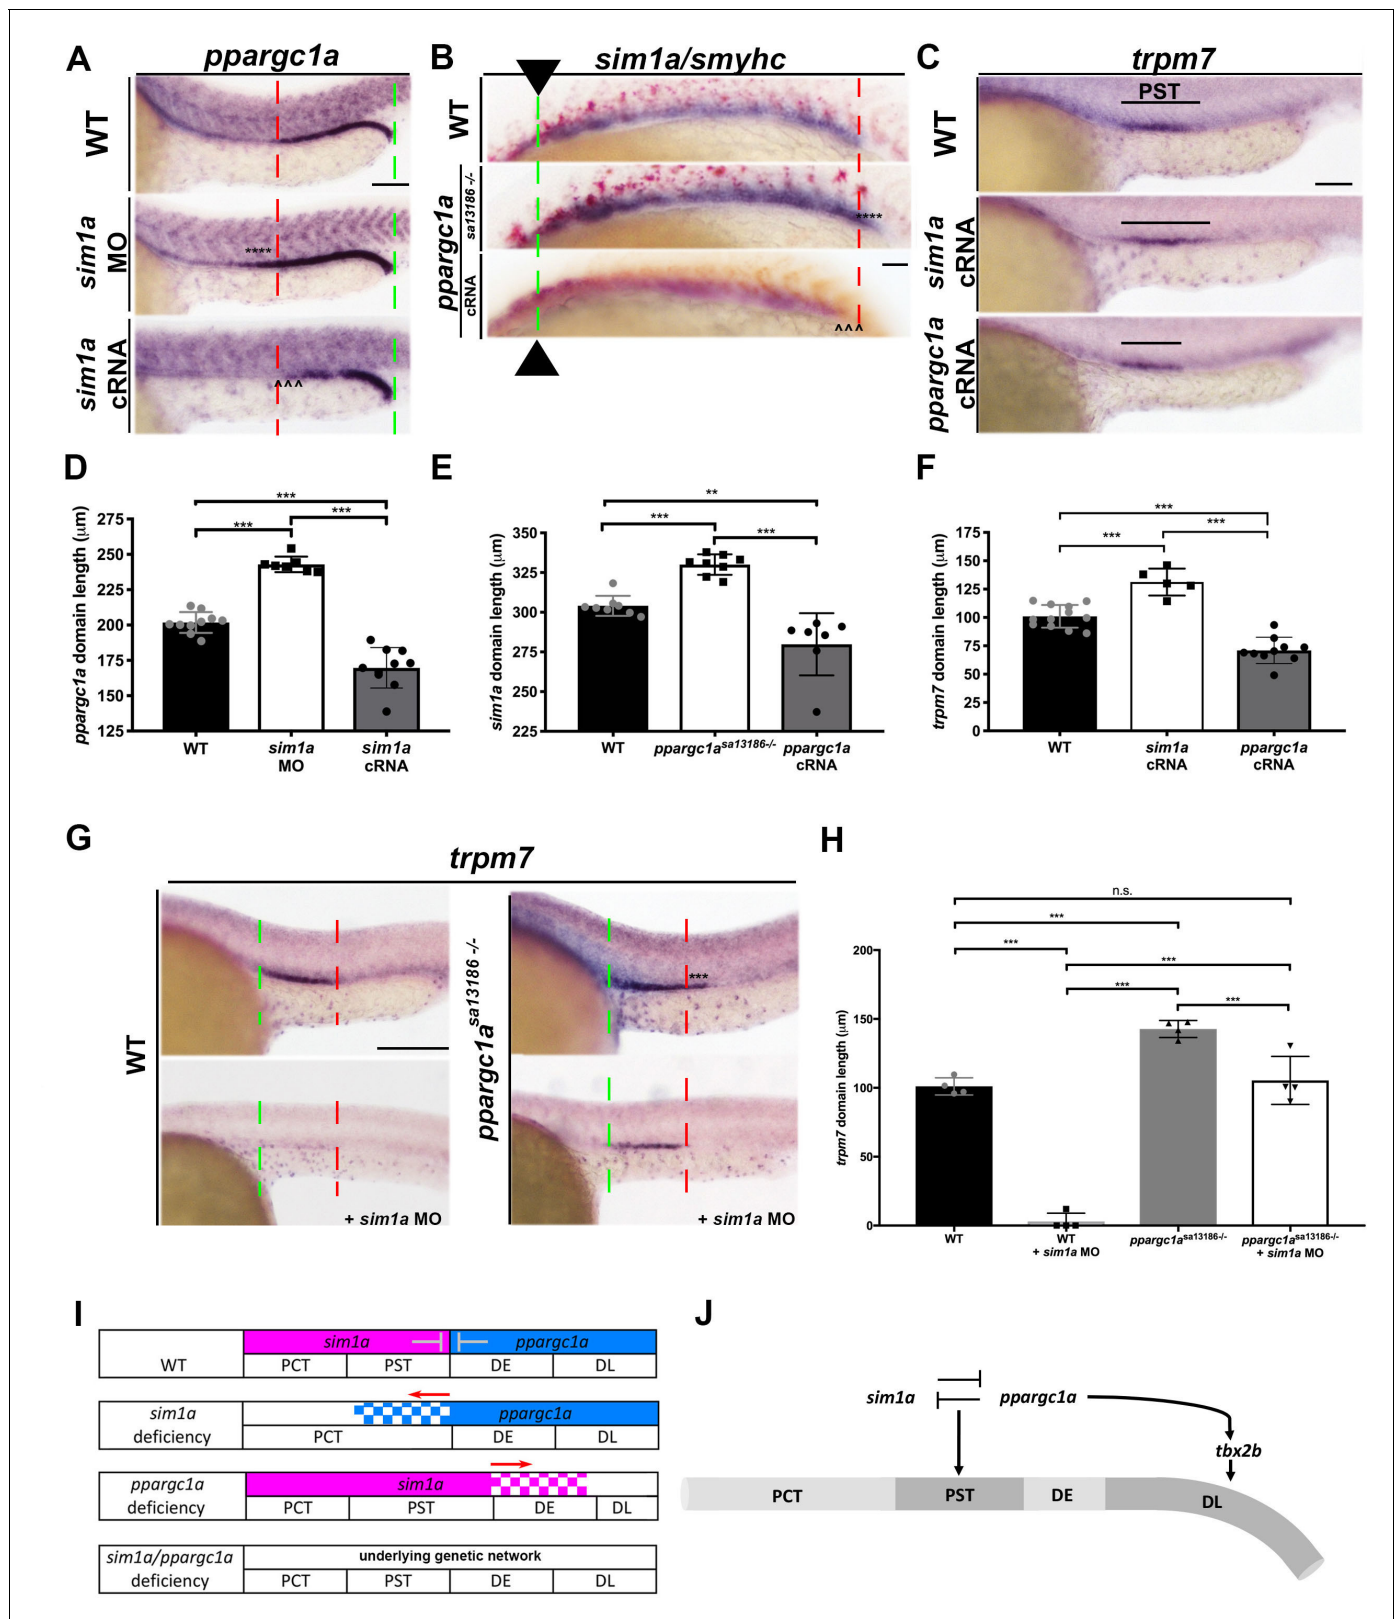 A
ppargc1a
WT
sim1a
MO
****
sim1a
cRNA
^^^
B
sim1a/smyhc
WT
ppargc1a
sa13186 -/-
****
cRNA
^^^
C
trpm7
PST
WT
sim1a
cRNA
ppargc1a
cRNA
D
ppargc1a domain length (μm)
275
250
225
200
175
150
125
***
***
***
WT
sim1a
MO
sim1a
cRNA
E
sim1a domain length (μm)
350
325
300
275
250
225
**
***
***
WT
ppargc1a sa13186-/-
ppargc1a
cRNA
F
trpm7 domain length (μm)
175
150
125
100
75
50
25
0
***
***
***
WT
sim1a
cRNA
ppargc1a
cRNA
G
trpm7
WT
+ sim1a MO
ppargc1a sa13186 -/-
***
+ sim1a MO
H
trpm7 domain length (μm)
200
150
100
50
0
n.s.
***
***
***
***
***
WT
WT
+ sim1a MO
ppargc1a sa13186-/-
ppargc1a sa13186-/-
+ sim1a MO
I
WT
sim1a ppargc1a
PCT PST DE DL
sim1a
deficiency
ppargc1a
PCT DE DL
ppargc1a
deficiency
sim1a
PCT PST DE DL
sim1a/ppargc1a
deficiency
underlying genetic network
PCT PST DE DL
J
sim1a ppargc1a
tbx2b
PCT PST DE DL